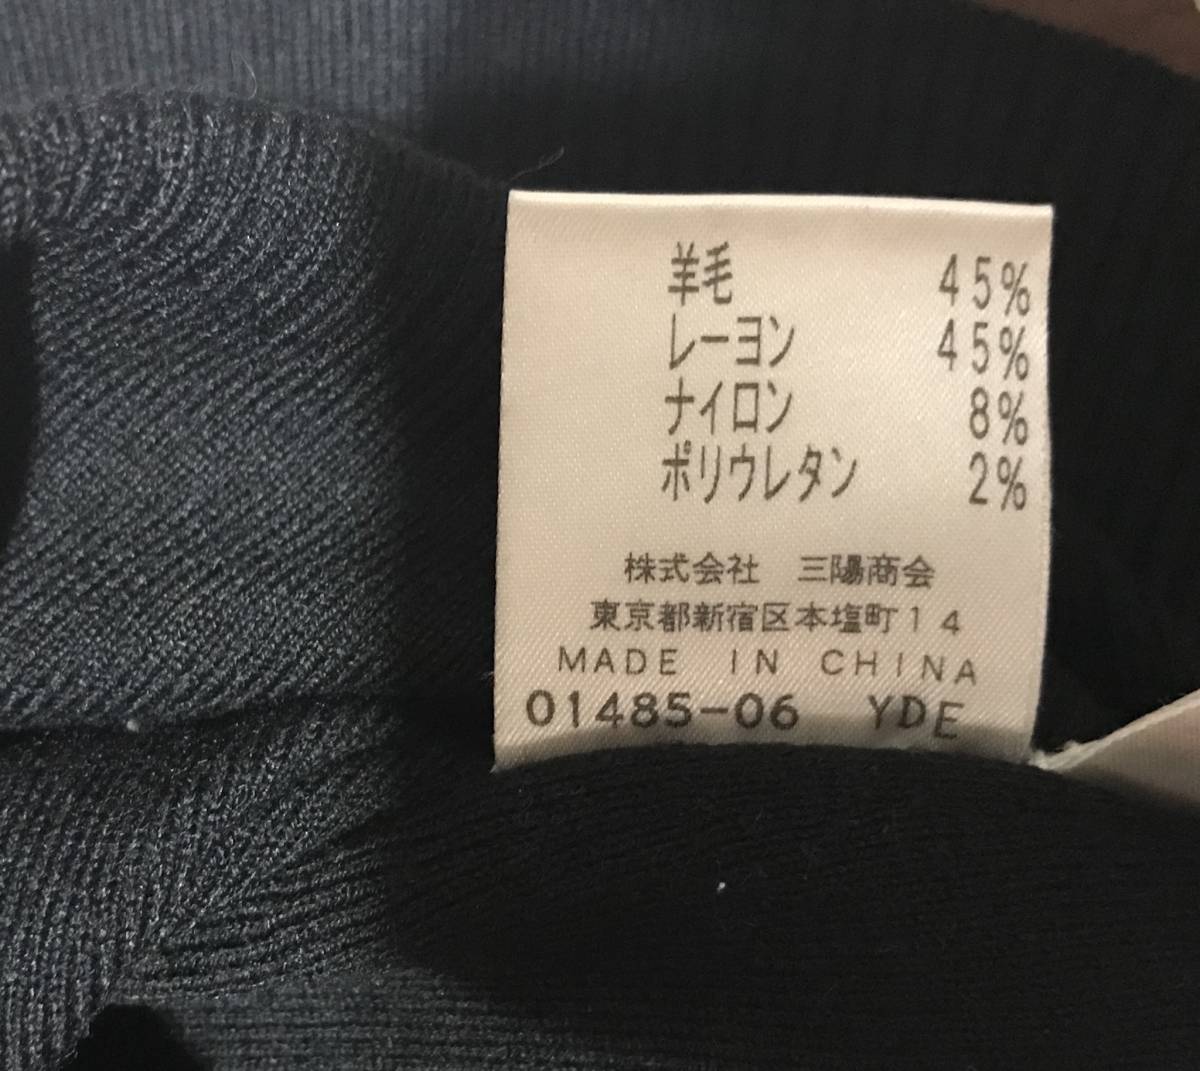 羊毛 45%
レーヨン 45%
ナイロン 8%
ポリウレタン 2%
株式会社 三陽商会
東京都新宿区本塩町14
MADE IN CHINA
01485-06 YDE